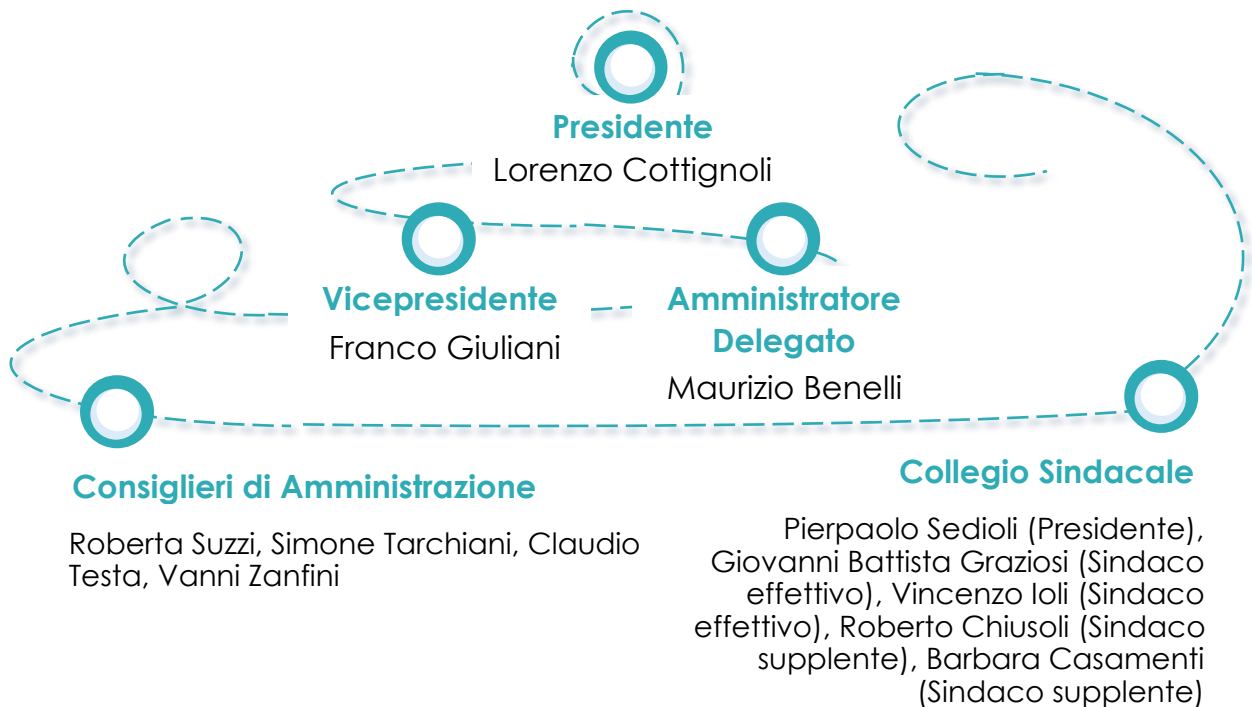 Presidente
Lorenzo Cottignoli
Vicepresidente
Franco Giuliani
Amministratore
Delegato
Maurizio Benelli
Consiglieri di Amministrazione
Roberta Suzzi, Simone Tarchiani, Claudio
Testa, Vanni Zanfini
Collegio Sindacale
Pierpaolo Sedioli (Presidente),
Giovanni Battista Graziosi (Sindaco
effettivo), Vincenzo Ioli (Sindaco
effettivo), Roberto Chiusoli (Sindaco
supplente), Barbara Casamenti
(Sindaco supplente)